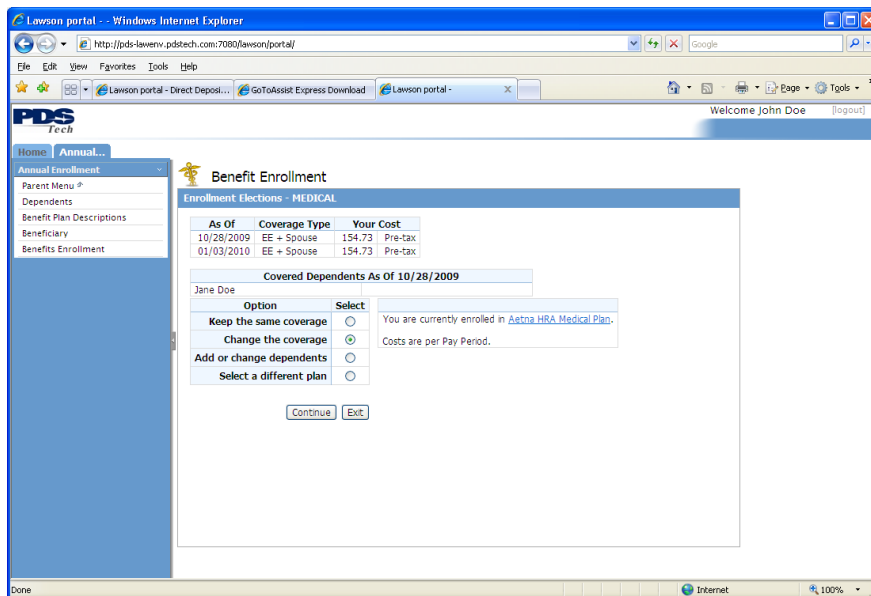 Lawson portal - - Windows Internet Explorer
http://pds-lawenv.pdstech.com:7080/lawson/portal/
Google
File Edit View Favorites Tools Help
Lawson portal - Direct Deposi... GoToAssist Express Download Lawson portal - X Page Tools
PDS
Tech
Welcome John Doe [logout]
Home Annual...
Annual Enrollment
Parent Menu
Dependents
Benefit Plan Descriptions
Beneficiary
Benefits Enrollment
Benefit Enrollment
Enrollment Elections - MEDICAL
As Of Coverage Type Your Cost
10/28/2009 EE + Spouse 154.73 Pre-tax
01/03/2010 EE + Spouse 154.73 Pre-tax
Covered Dependents As Of 10/28/2009
Jane Doe
Option Select
Keep the same coverage
Change the coverage
Add or change dependents
Select a different plan
You are currently enrolled in Aetna HRA Medical Plan.
Costs are per Pay Period.
Continue Exit
Done Internet 100%